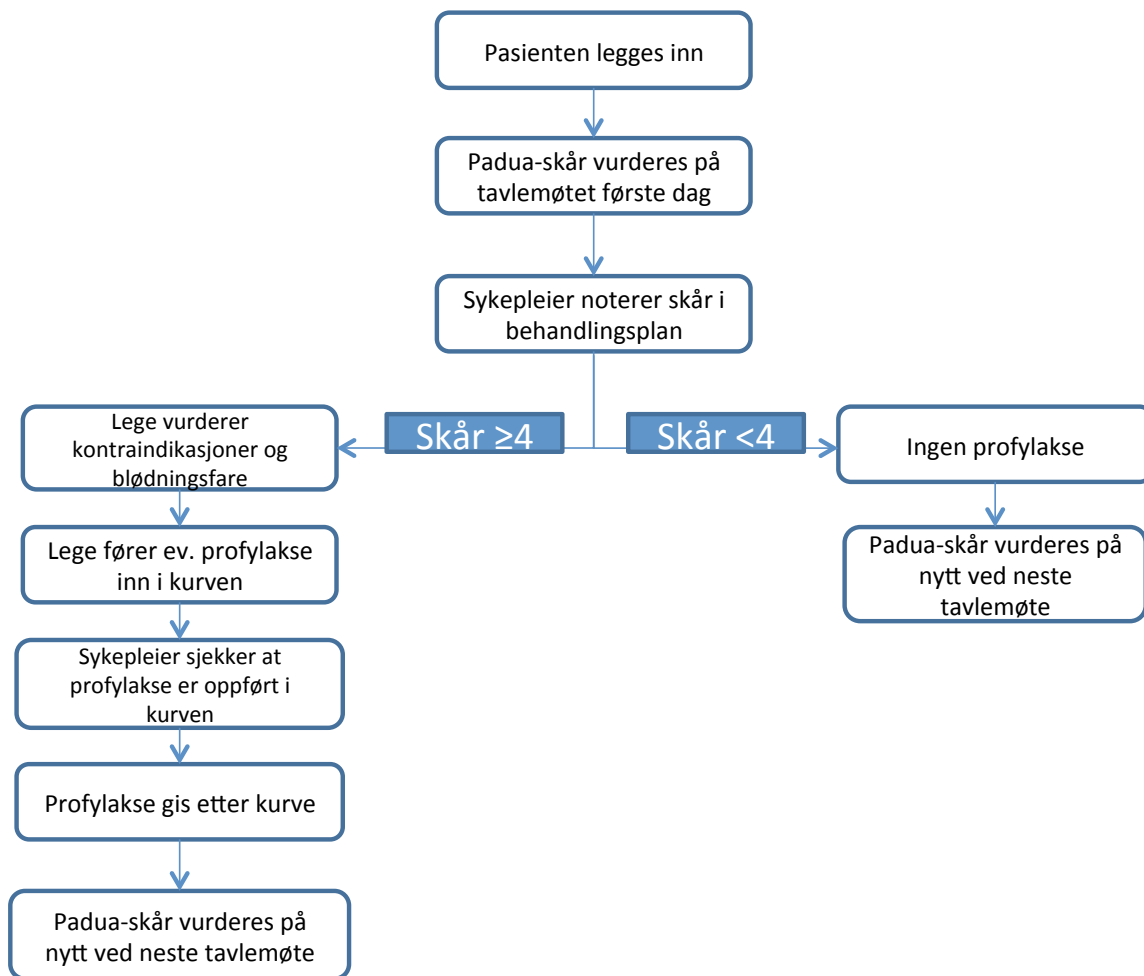 Pasienten legges inn
Padua-skår vurderes på
tavlemøtet første dag
Sykepleier noterer skår i
behandlingsplan
Skår ≥4
Skår <4
Lege vurderer
kontraindikasjoner og
blødningsfare
Lege fører ev. profylakse
inn i kurven
Sykepleier sjekker at
profylakse er oppført i
kurven
Profylakse gis etter kurve
Padua-skår vurderes på
nytt ved neste tavlemøte
Ingen profylakse
Padua-skår vurderes på
nytt ved neste
tavlemøte